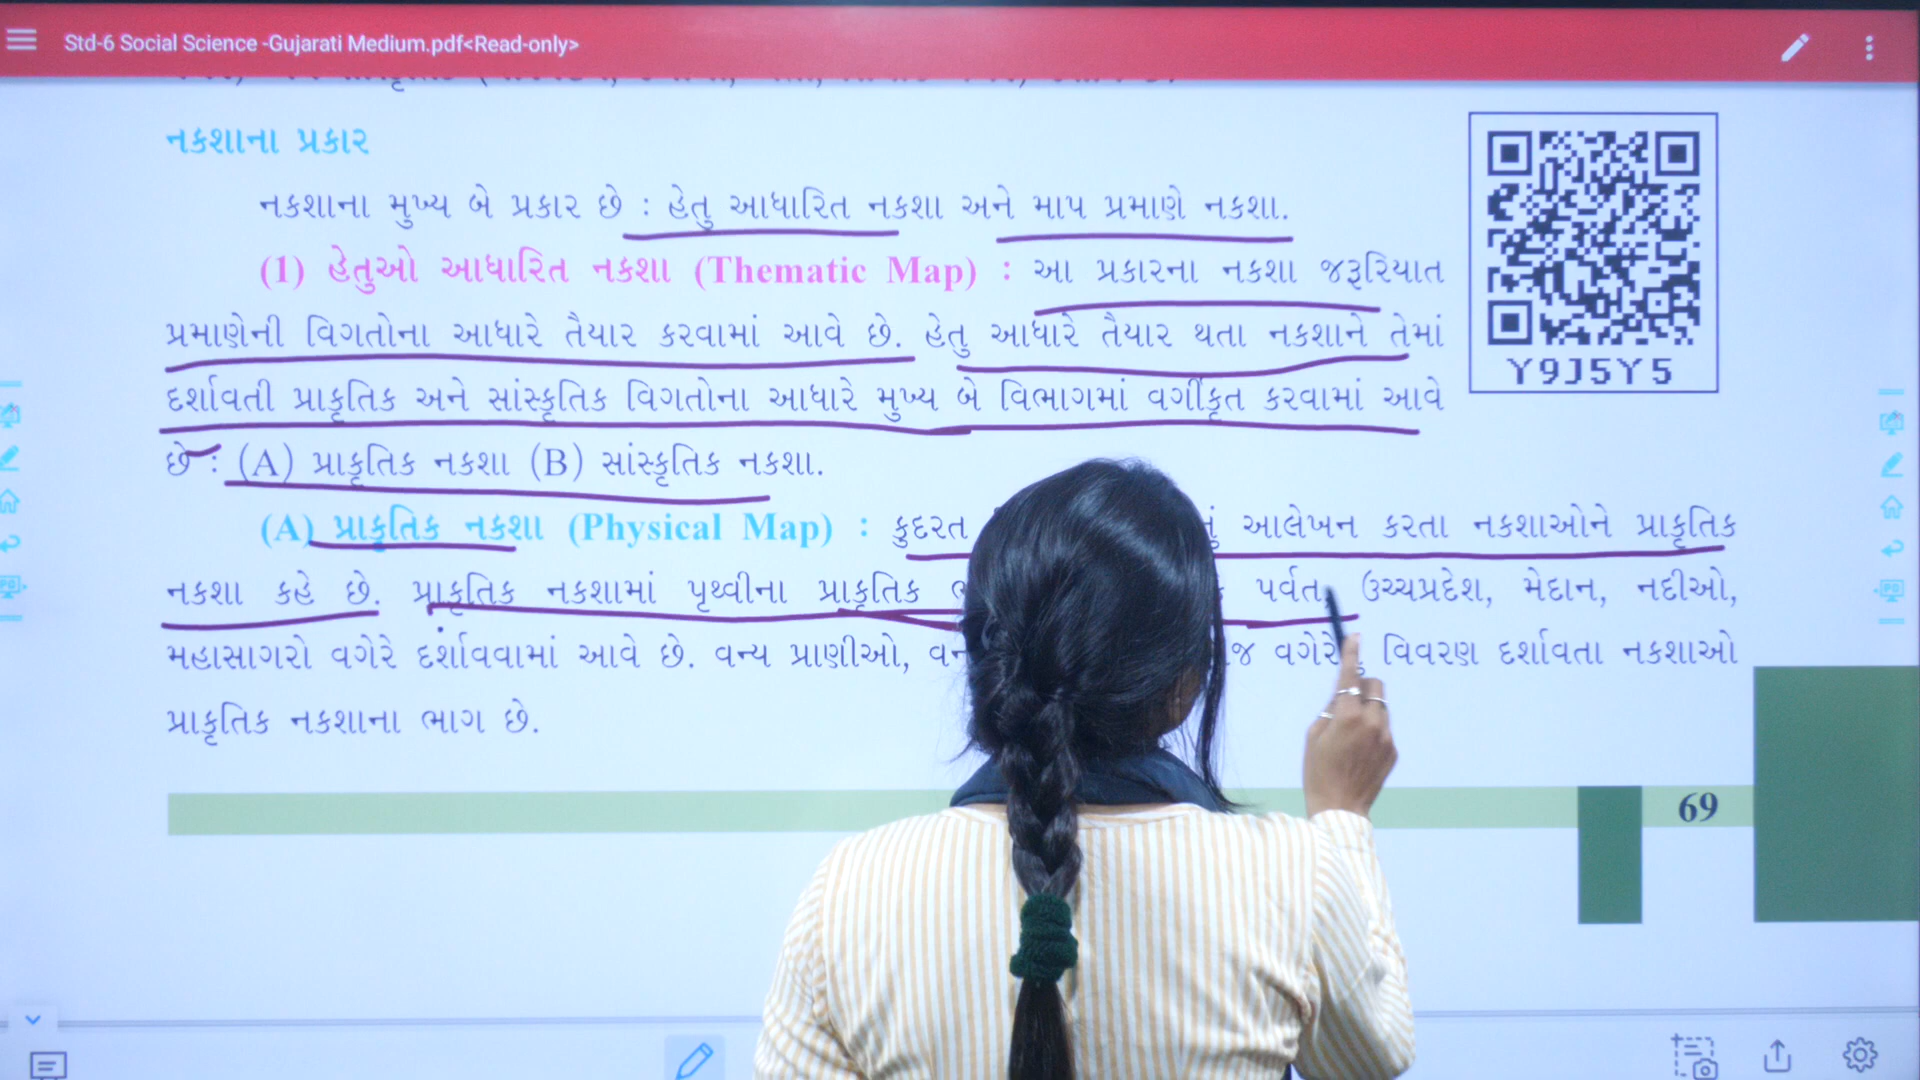 Std-6 Social Science -Gujarati Medium.pdf<Read-only>
નકશાના પ્રકાર
નકશાના મુખ્ય બે પ્રકાર છે : હેતુ આધારિત નકશા અને માપ પ્રમાણે નકશા.
(1) હેતુઓ આધારિત નકશા (Thematic Map) : આ પ્રકારના નકશા જરૂરિયાત
પ્રમાણેની વિગતોના આધારે તૈયાર કરવામાં આવે છે. હેતુ આધારે તૈયાર થતા નકશાને તેમાં
દર્શાવતી પ્રાકૃતિક અને સાંસ્કૃતિક વિગતોના આધારે મુખ્ય બે વિભાગમાં વર્ગીકૃત કરવામાં આવે
છે : (A) પ્રાકૃતિક નકશા (B) સાંસ્કૃતિક નકશા.
Y9J5Y5
(A) પ્રાકૃતિક નકશા (Physical Map) : કુદરત આલેખન કરતા નકશાઓને પ્રાકૃતિક
નકશા કહે છે. પ્રાકૃતિક નકશામાં પૃથ્વીના પ્રાકૃતિક પર્વત, ઉચ્ચપ્રદેશ, મેદાન, નદીઓ,
મહાસાગરો વગેરે દર્શાવવામાં આવે છે. વન્ય પ્રાણીઓ, વગેરેનું વિવરણ દર્શાવતા નકશાઓ
પ્રાકૃતિક નકશાના ભાગ છે.
69